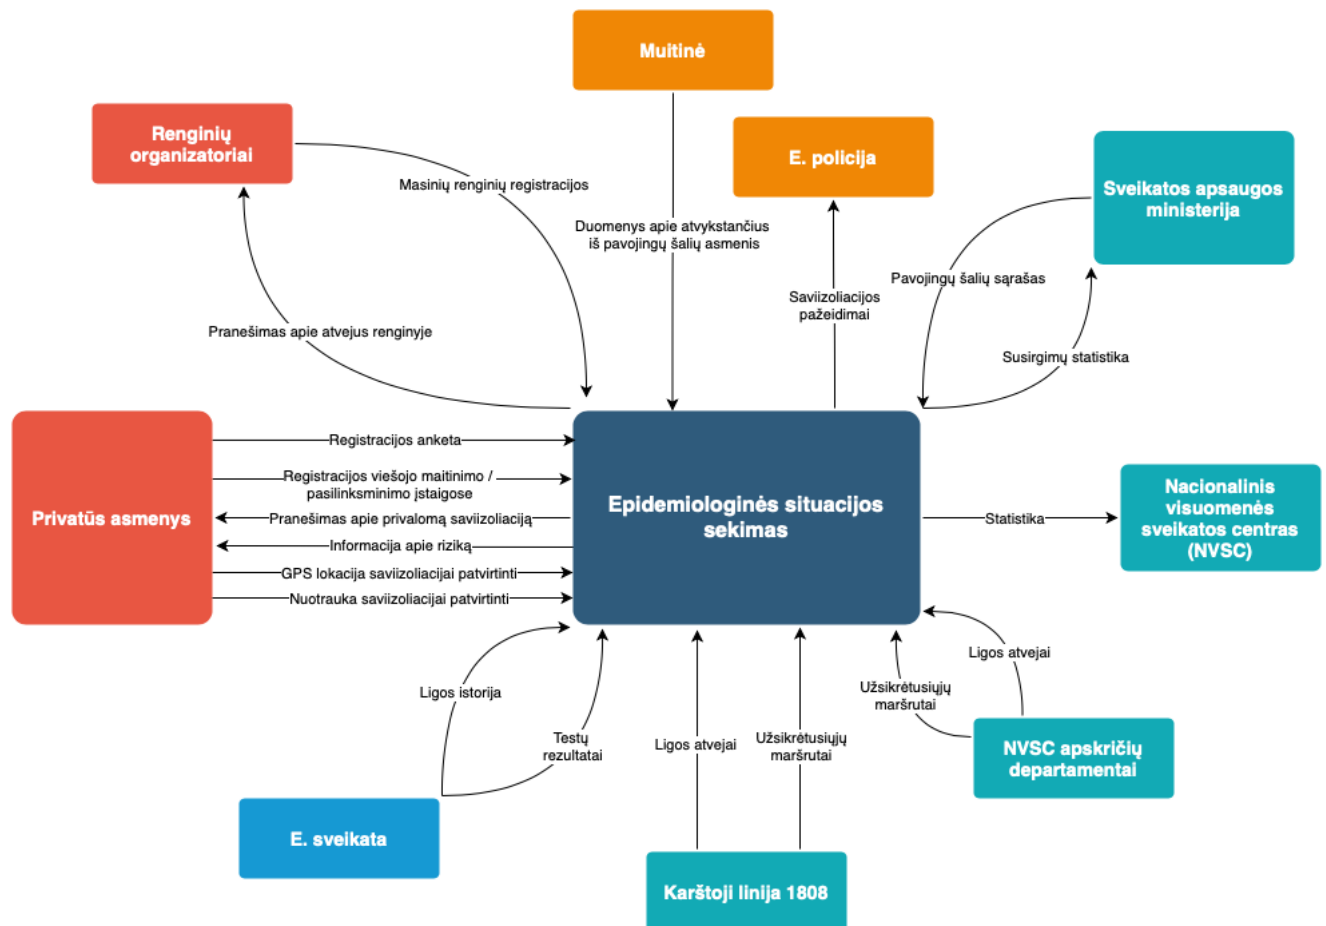 Muitinė
Renginių
organizatoriai
E. policija
Sveikatos apsaugos
ministerija
Masinių renginių registracijos
Duomenys apie atvykstančius
iš pavojingų šalių asmenis
Pavojingų šalių sąrašas
Saviizoliacijos
pažeidimai
Pranešimas apie atvejus renginyje
Susirgimų statistika
Privatūs asmenys
Registracijos anketa
Registracijos viešojo maitinimo /
pasilinksminimo įstaigose
Pranešimas apie privalomą saviizoliaciją
Informacija apie riziką
GPS lokacija saviizoliacijai patvirtinti
Nuotrauka saviizoliacijai patvirtinti
Epidemiologinės situacijos
sekimas
Statistika
Nacionalinis
visuomenės
sveikatos centras
(NVSC)
Ligos istorija
Testų
rezultatai
Ligos atvejai
Užsikrėtusiųjų
maršrutai
Užsikrėtusiųjų
maršrutai
Ligos atvejai
NVSC apskričių
departamentai
E. sveikata
Karštoji linija 1808